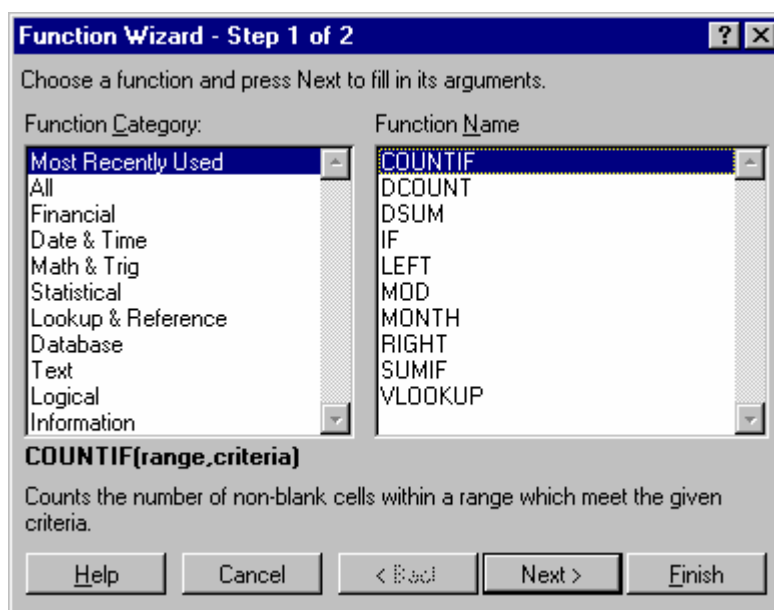 Function Wizard - Step 1 of 2
Choose a function and press Next to fill in its arguments.
Function Category:
Function Name
Most Recently Used
All
Financial
Date & Time
Math & Trig
Statistical
Lookup & Reference
Database
Text
Logical
Information
COUNTIF
DCOUNT
DSUM
IF
LEFT
MOD
MONTH
RIGHT
SUMIF
VLOOKUP
COUNTIF(range,criteria)
Counts the number of non-blank cells within a range which meet the given
criteria.
Help
Cancel
< Back
Next >
Finish